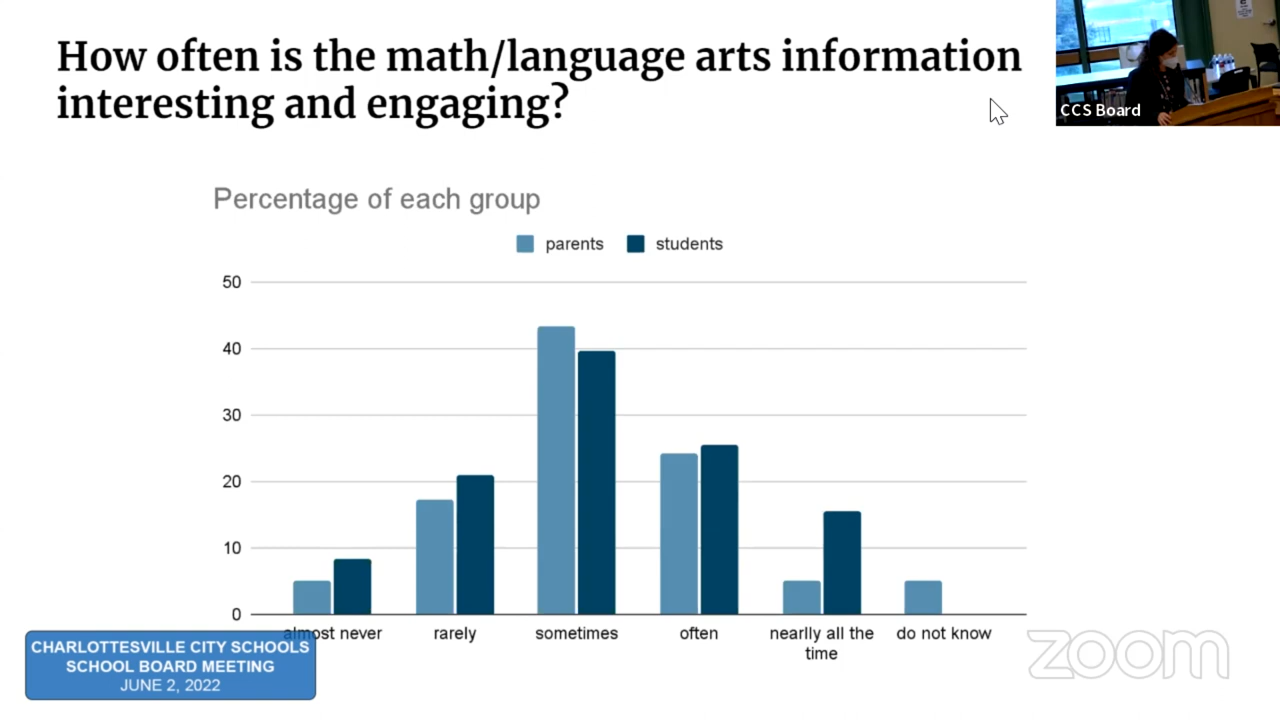 How often is the math/language arts information
interesting and engaging?
CCS Board
Percentage of each group
parents
students
50
40
30
20
10
0
almost never
rarely
sometimes
often
nearlly all the
time
do not know
CHARLOTTESVILLE CITY SCHOOLS
SCHOOL BOARD MEETING
JUNE 2, 2022
zoom